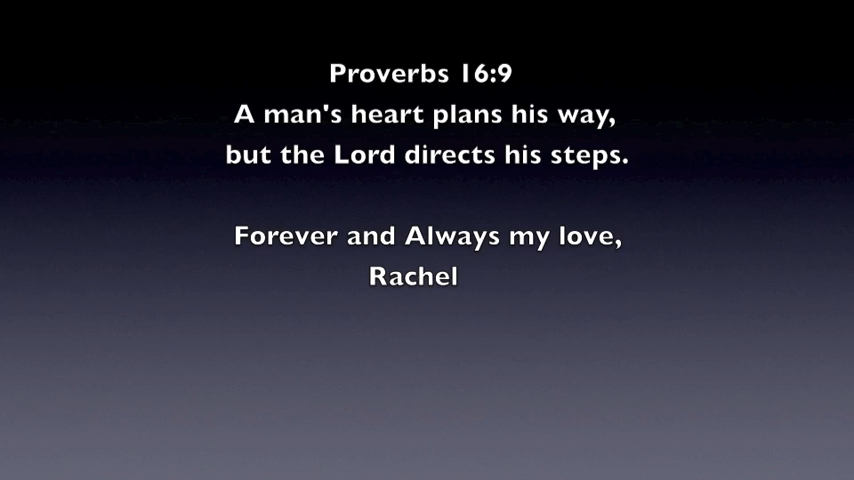 Proverbs 16:9
A man's heart plans his way,
but the Lord directs his steps.
Forever and Always my love,
Rachel